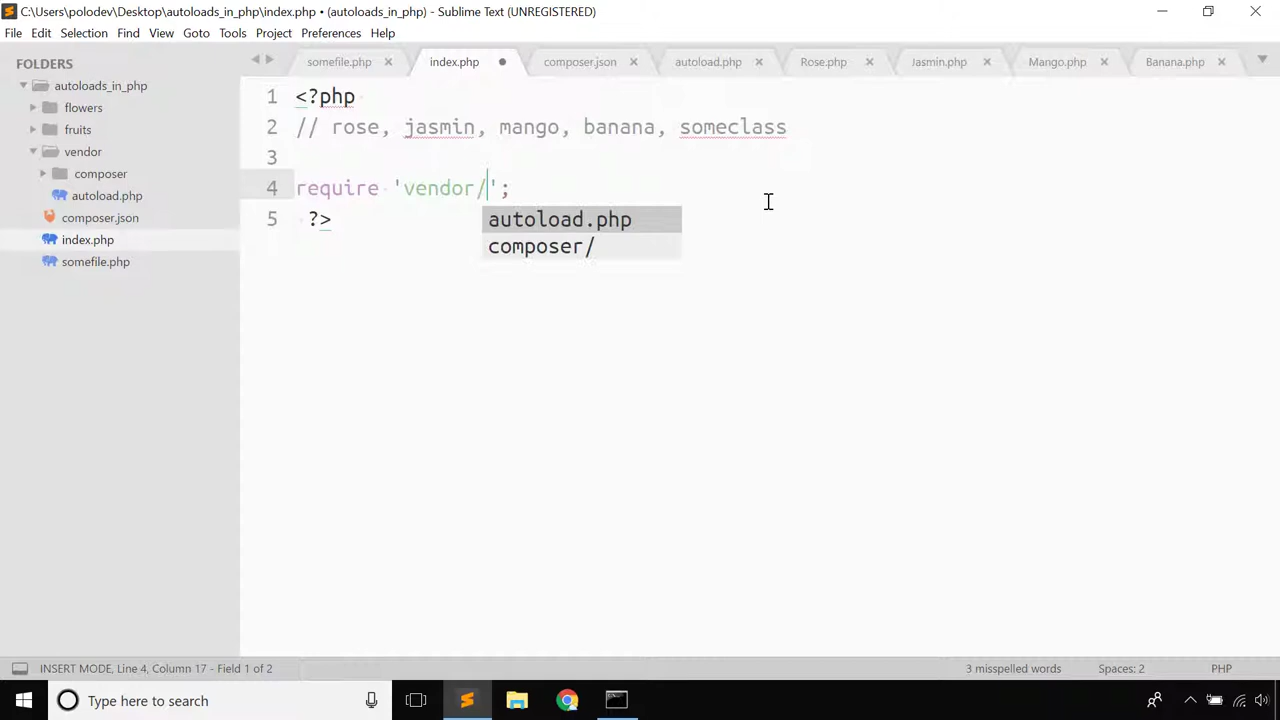 C:\Users\polodev\Desktop\autoloads_in_php\index.php • (autoloads_in_php) - Sublime Text (UNREGISTERED)
File Edit Selection Find View Goto Tools Project Preferences Help
FOLDERS
autoloads_in_php
flowers
fruits
vendor
composer
autoload.php
composer.json
index.php
somefile.php
somefile.php index.php composer.json autoload.php Rose.php Jasmin.php Mango.php Banana.php
1 <?php
2 // rose, jasmin, mango, banana, someclass
3
4 require 'vendor/';
5 ?>
autoload.php
composer/
INSERT MODE, Line 4, Column 17 - Field 1 of 2 3 misspelled words Spaces: 2 PHP
Type here to search